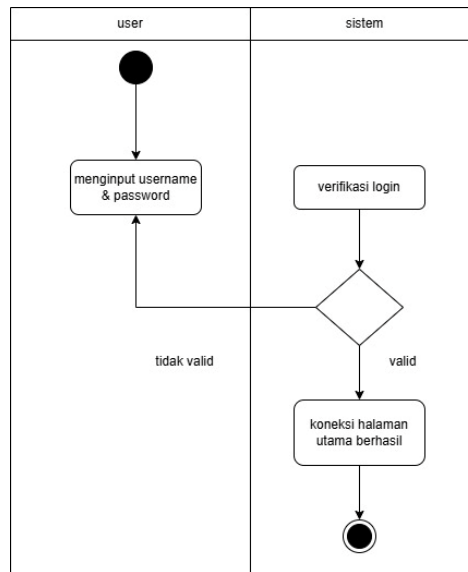 user
sistem
menginput username
& password
verifikasi login
tidak valid
valid
koneksi halaman
utama berhasil